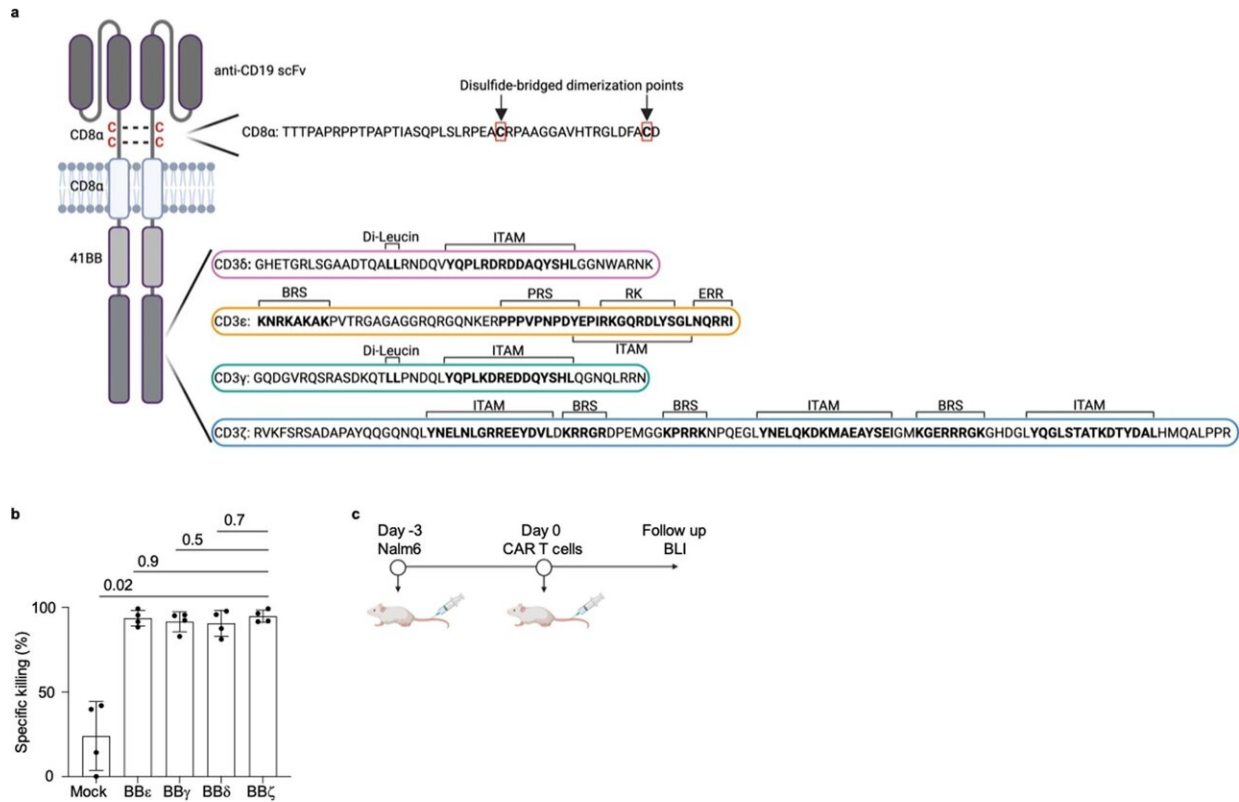 a
anti-CD19 scFv
Disulfide-bridged dimerization points
CD8α
C C
C C
CD8α: TTTPAPRPPTPAPTIASQPLSLRPEACRPAAGGAVHTRGLDFACD
CD8α
41BB
Di-Leucin ITAM
CD3δ: GHETGRLSGAADTQALLRNDQVYQPLRDRDDAQYSHLGGNWARNK
BRS PRS RK ERR
CD3ε: KNRKAKAKPVTRGAGAGGRQRGQNKERPPPVPNPDYEPIRKGQRDLYSGLNQRRI
ITAM
Di-Leucin ITAM
CD3γ: GQDGVRQSRASDKQTLLPNDQLYQPLKDREDDQYSHLQGNQLRRN
ITAM BRS BRS ITAM BRS ITAM
CD3ζ: RVKFSRSADAPAYQQGQNQLYNELNLGRREEYDVLDKRRGRDPEMGGKPRRKNPQEGLYNELQKDKMAEAYSEIGMKGERRRGKGHDGLYQGLSTATKDTYDALHMQALPPR
b
0.7
0.5
0.9
0.02
100
50
0
Specific killing (%)
Mock BBε BBγ BBδ BBζ
c
Day -3 Day 0 Follow up
Nalm6 CAR T cells BLI